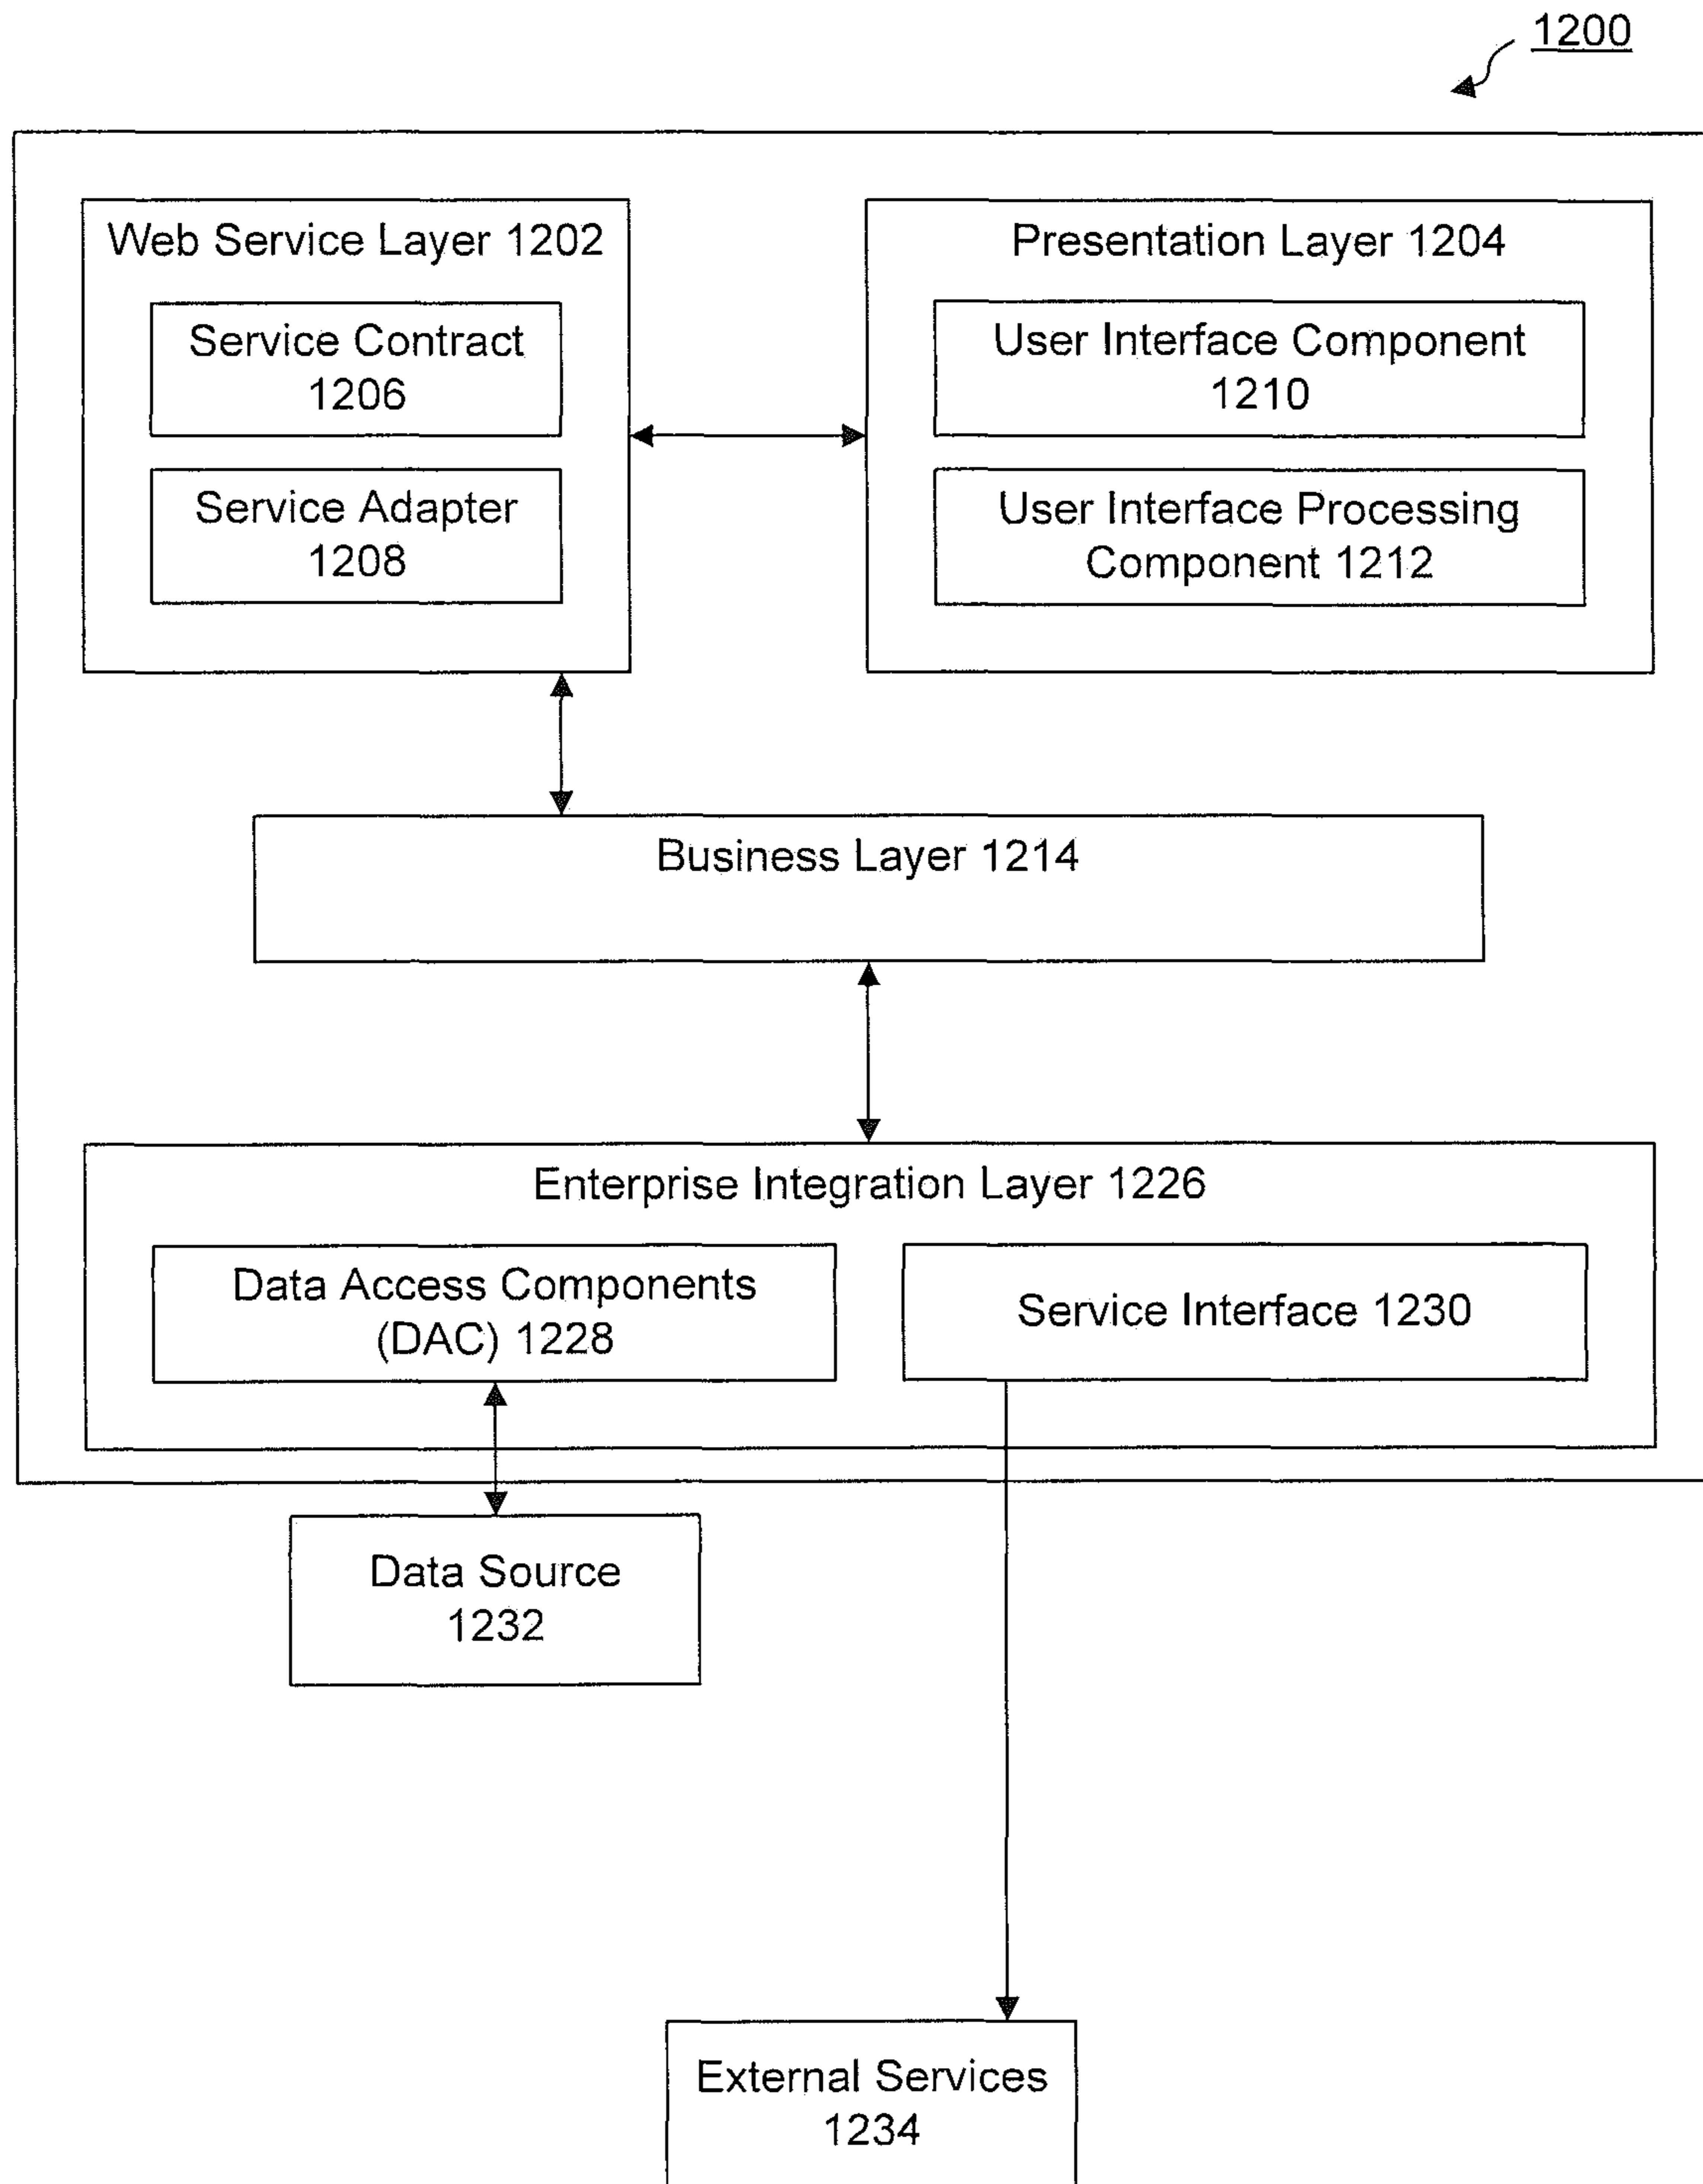 1200
Web Service Layer 1202
Service Contract
1206
Service Adapter
1208
Presentation Layer 1204
User Interface Component
1210
User Interface Processing
Component 1212
Business Layer 1214
Enterprise Integration Layer 1226
Data Access Components
(DAC) 1228
Service Interface 1230
Data Source
1232
External Services
1234